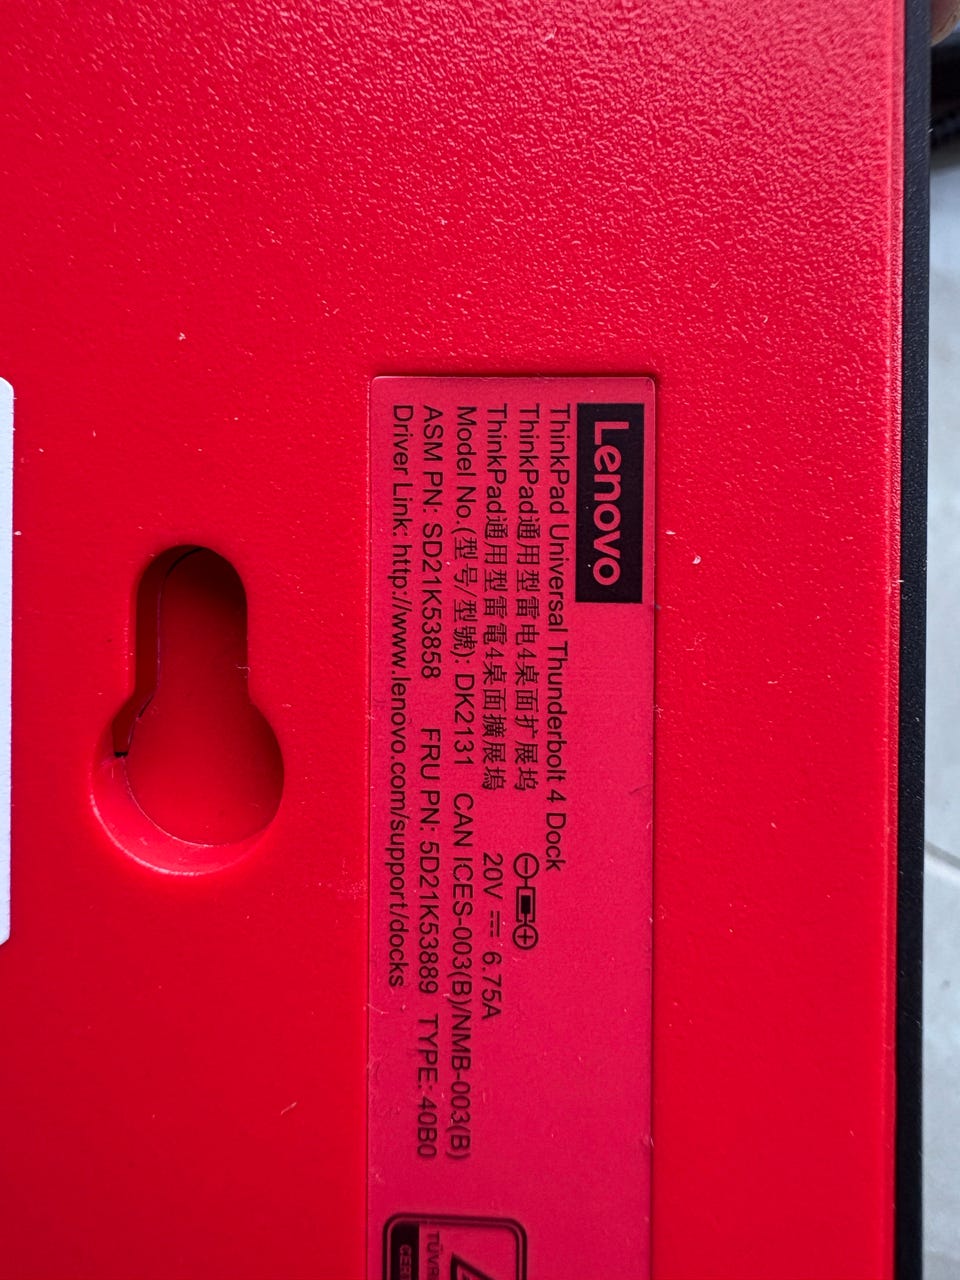 Lenovo
ThinkPad Universal Thunderbolt 4 Dock
ThinkPad通用型雷电4桌面扩展坞
ThinkPad通用型雷電4桌面擴展塢 20V ⎓ 6.75A
Model No.(型号/型號): DK2131 CAN ICES-003(B)/NMB-003(B)
ASM PN: SD21K53858 FRU PN: 5D21K53889 TYPE: 40B0
Driver Link: http://www.lenovo.com/support/docks